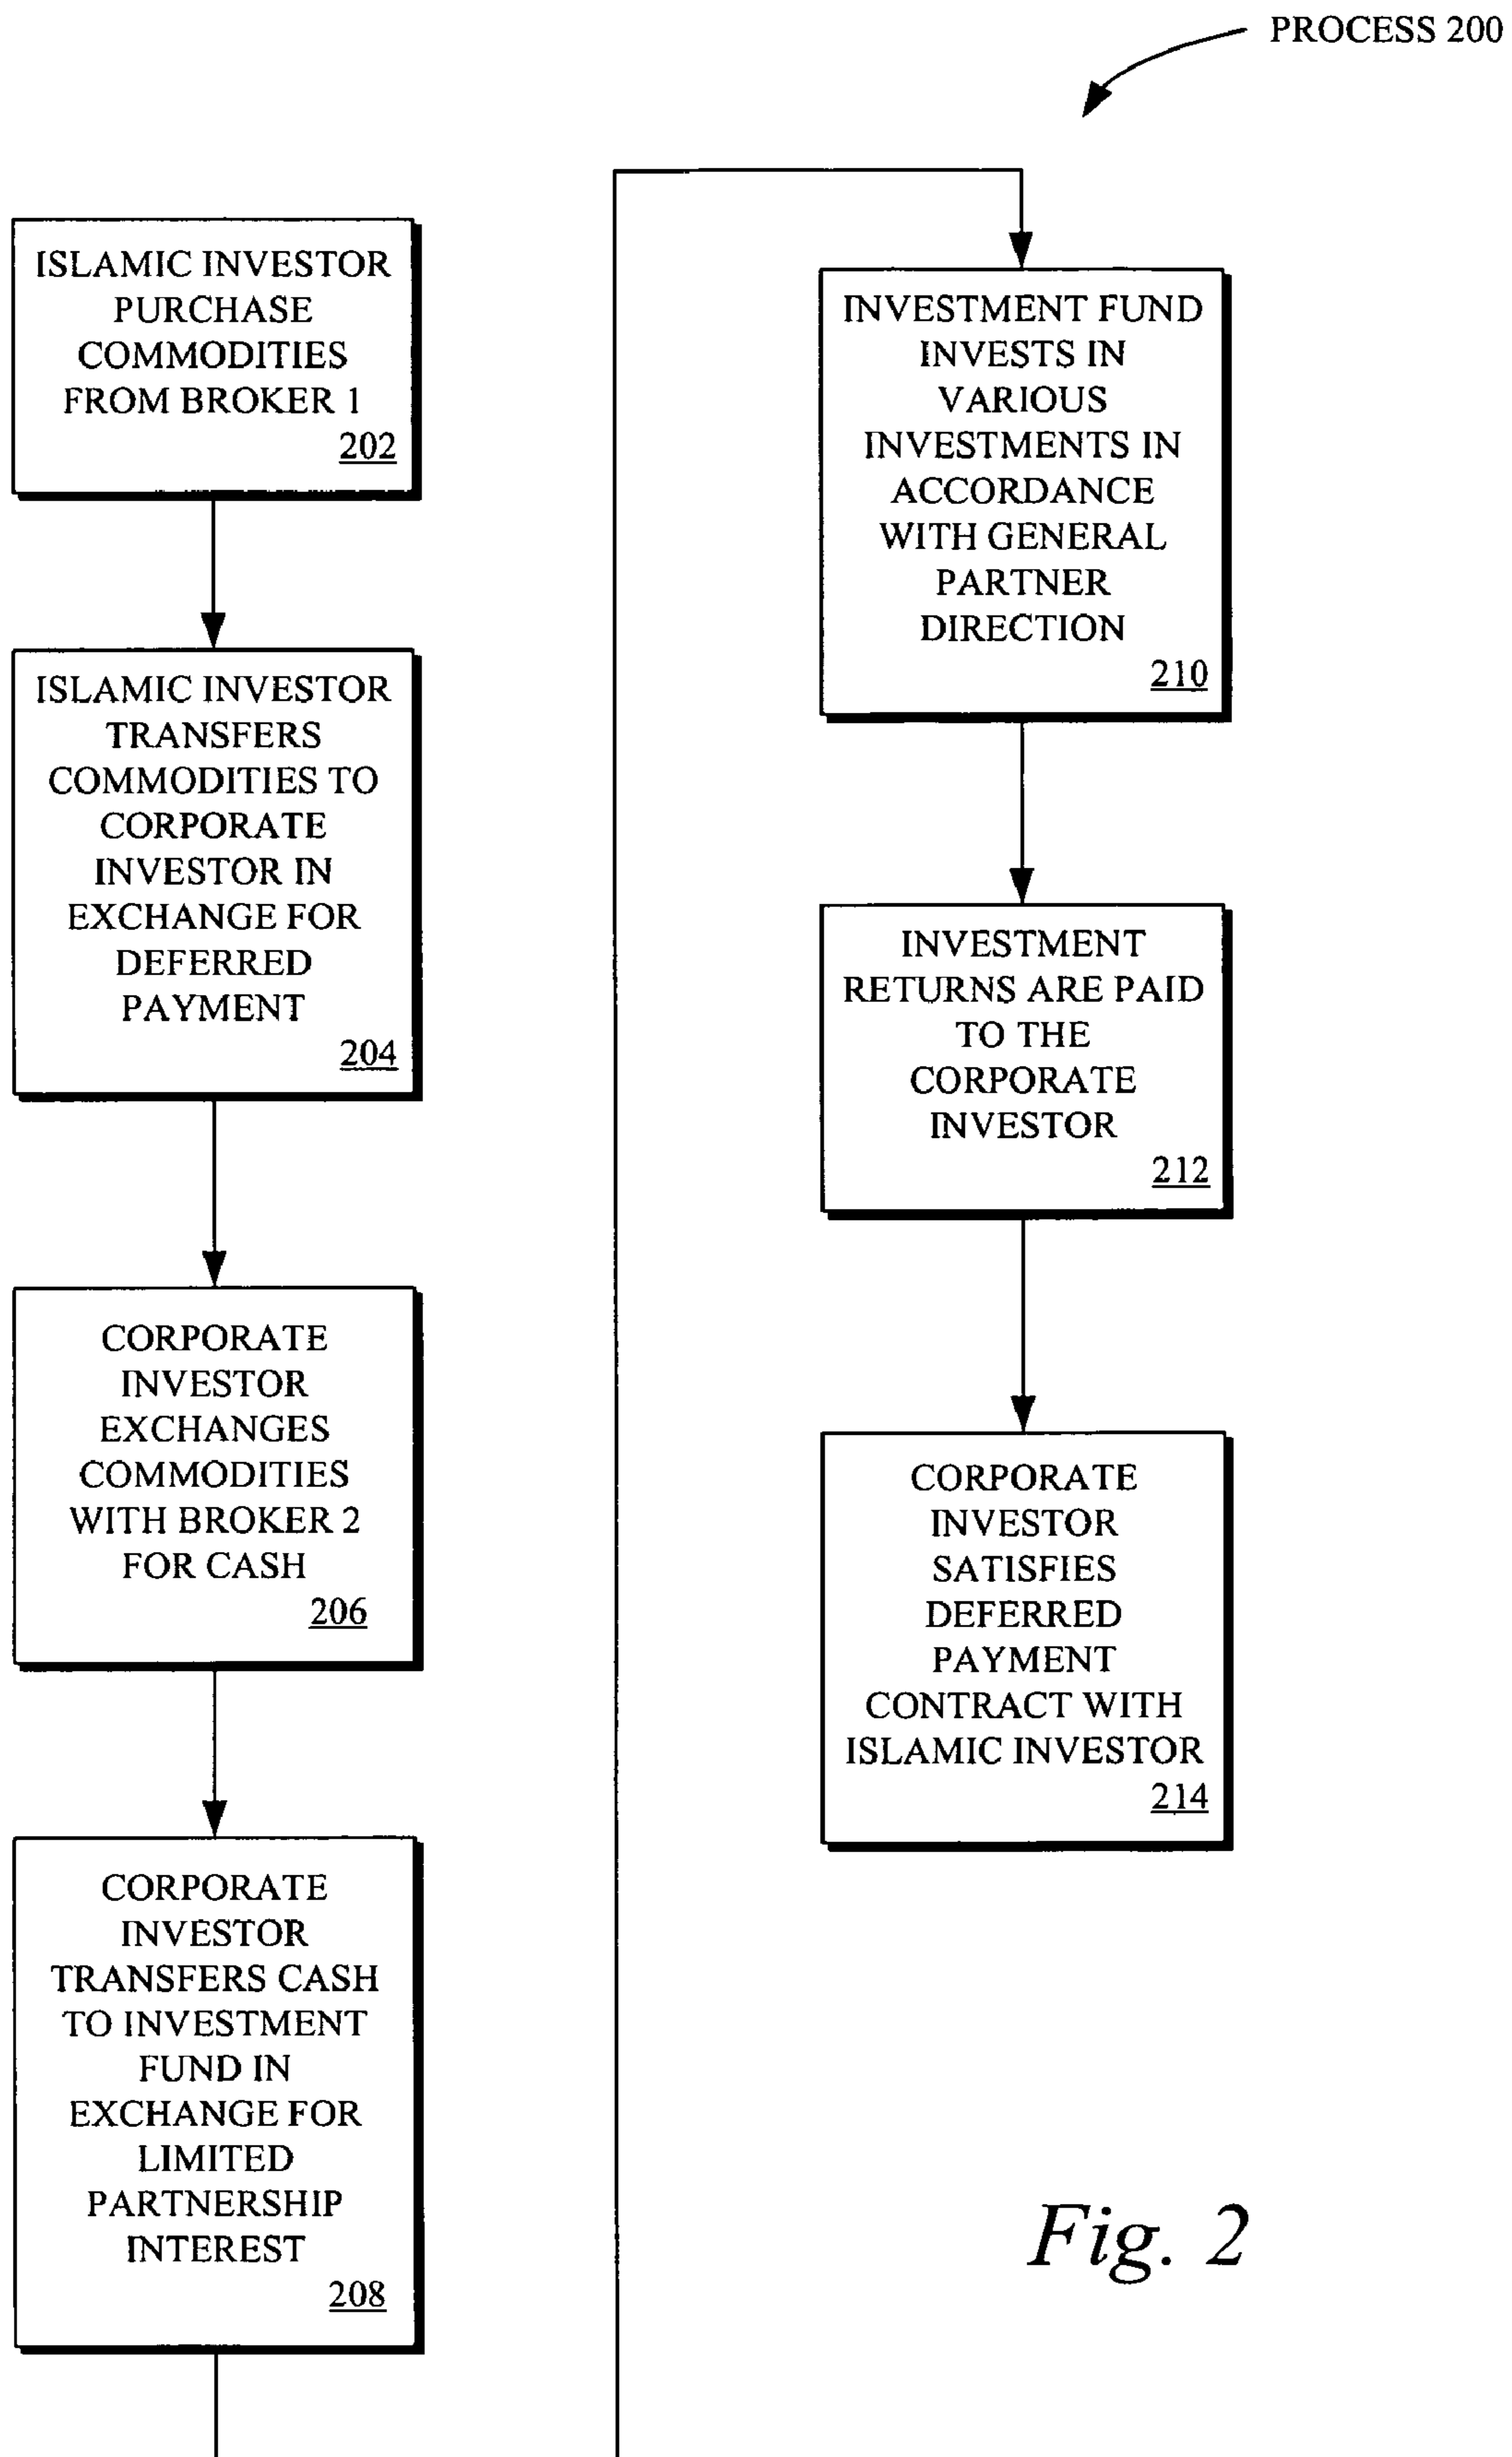 PROCESS 200
ISLAMIC INVESTOR
PURCHASE
COMMODITIES
FROM BROKER 1
202
ISLAMIC INVESTOR
TRANSFERS
COMMODITIES TO
CORPORATE
INVESTOR IN
EXCHANGE FOR
DEFERRED
PAYMENT
204
CORPORATE
INVESTOR
EXCHANGES
COMMODITIES
WITH BROKER 2
FOR CASH
206
CORPORATE
INVESTOR
TRANSFERS CASH
TO INVESTMENT
FUND IN
EXCHANGE FOR
LIMITED
PARTNERSHIP
INTEREST
208
INVESTMENT FUND
INVESTS IN
VARIOUS
INVESTMENTS IN
ACCORDANCE
WITH GENERAL
PARTNER
DIRECTION
210
INVESTMENT
RETURNS ARE PAID
TO THE
CORPORATE
INVESTOR
212
CORPORATE
INVESTOR
SATISFIES
DEFERRED
PAYMENT
CONTRACT WITH
ISLAMIC INVESTOR
214
Fig. 2